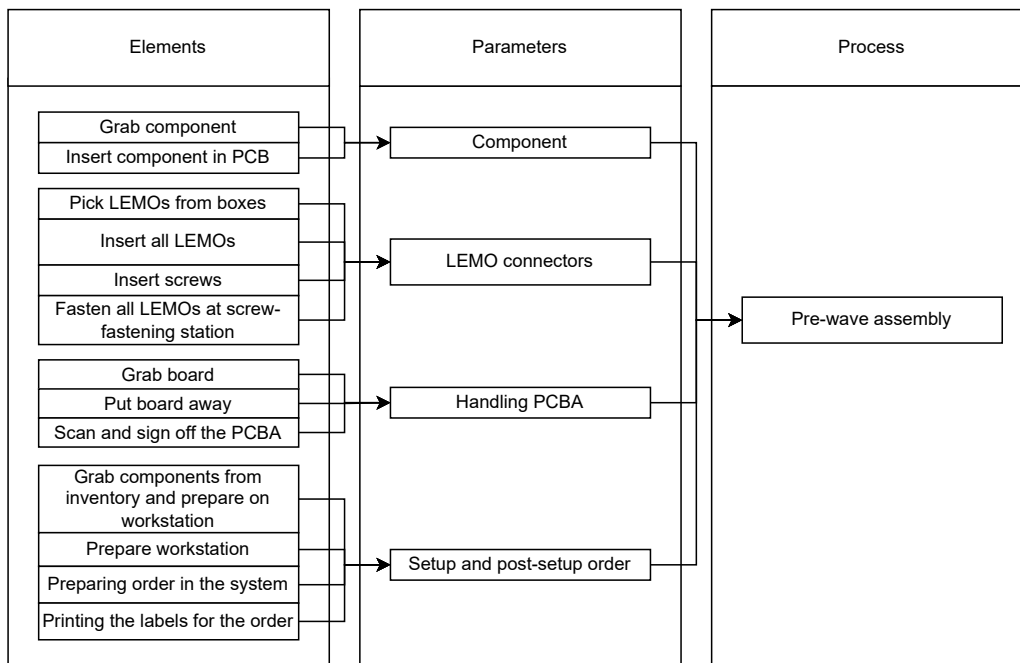 Elements
Parameters
Process
Grab component
Insert component in PCB
Component
Pick LEMOs from boxes
Insert all LEMOs
Insert screws
Fasten all LEMOs at screw-
fastening station
LEMO connectors
Pre-wave assembly
Grab board
Put board away
Scan and sign off the PCBA
Handling PCBA
Grab components from
inventory and prepare on
workstation
Prepare workstation
Preparing order in the system
Printing the labels for the order
Setup and post-setup order